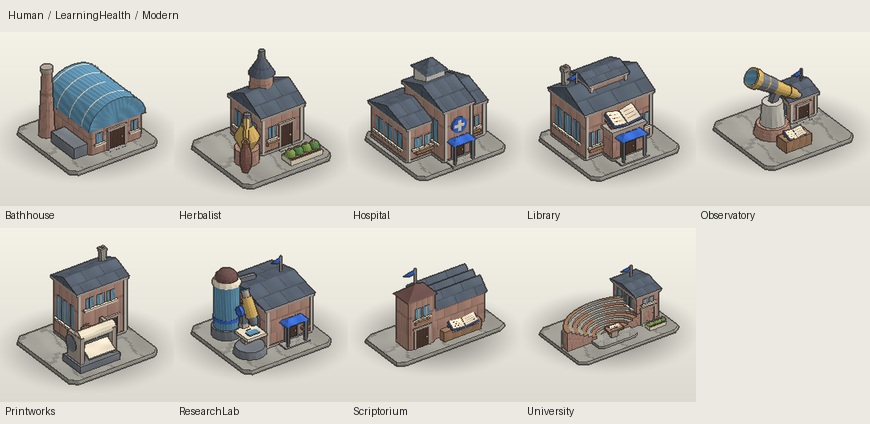 Human / LearningHealth / Modern
Bathhouse
Herbalist
Hospital
Library
Observatory
Printworks
ResearchLab
Scriptorium
University